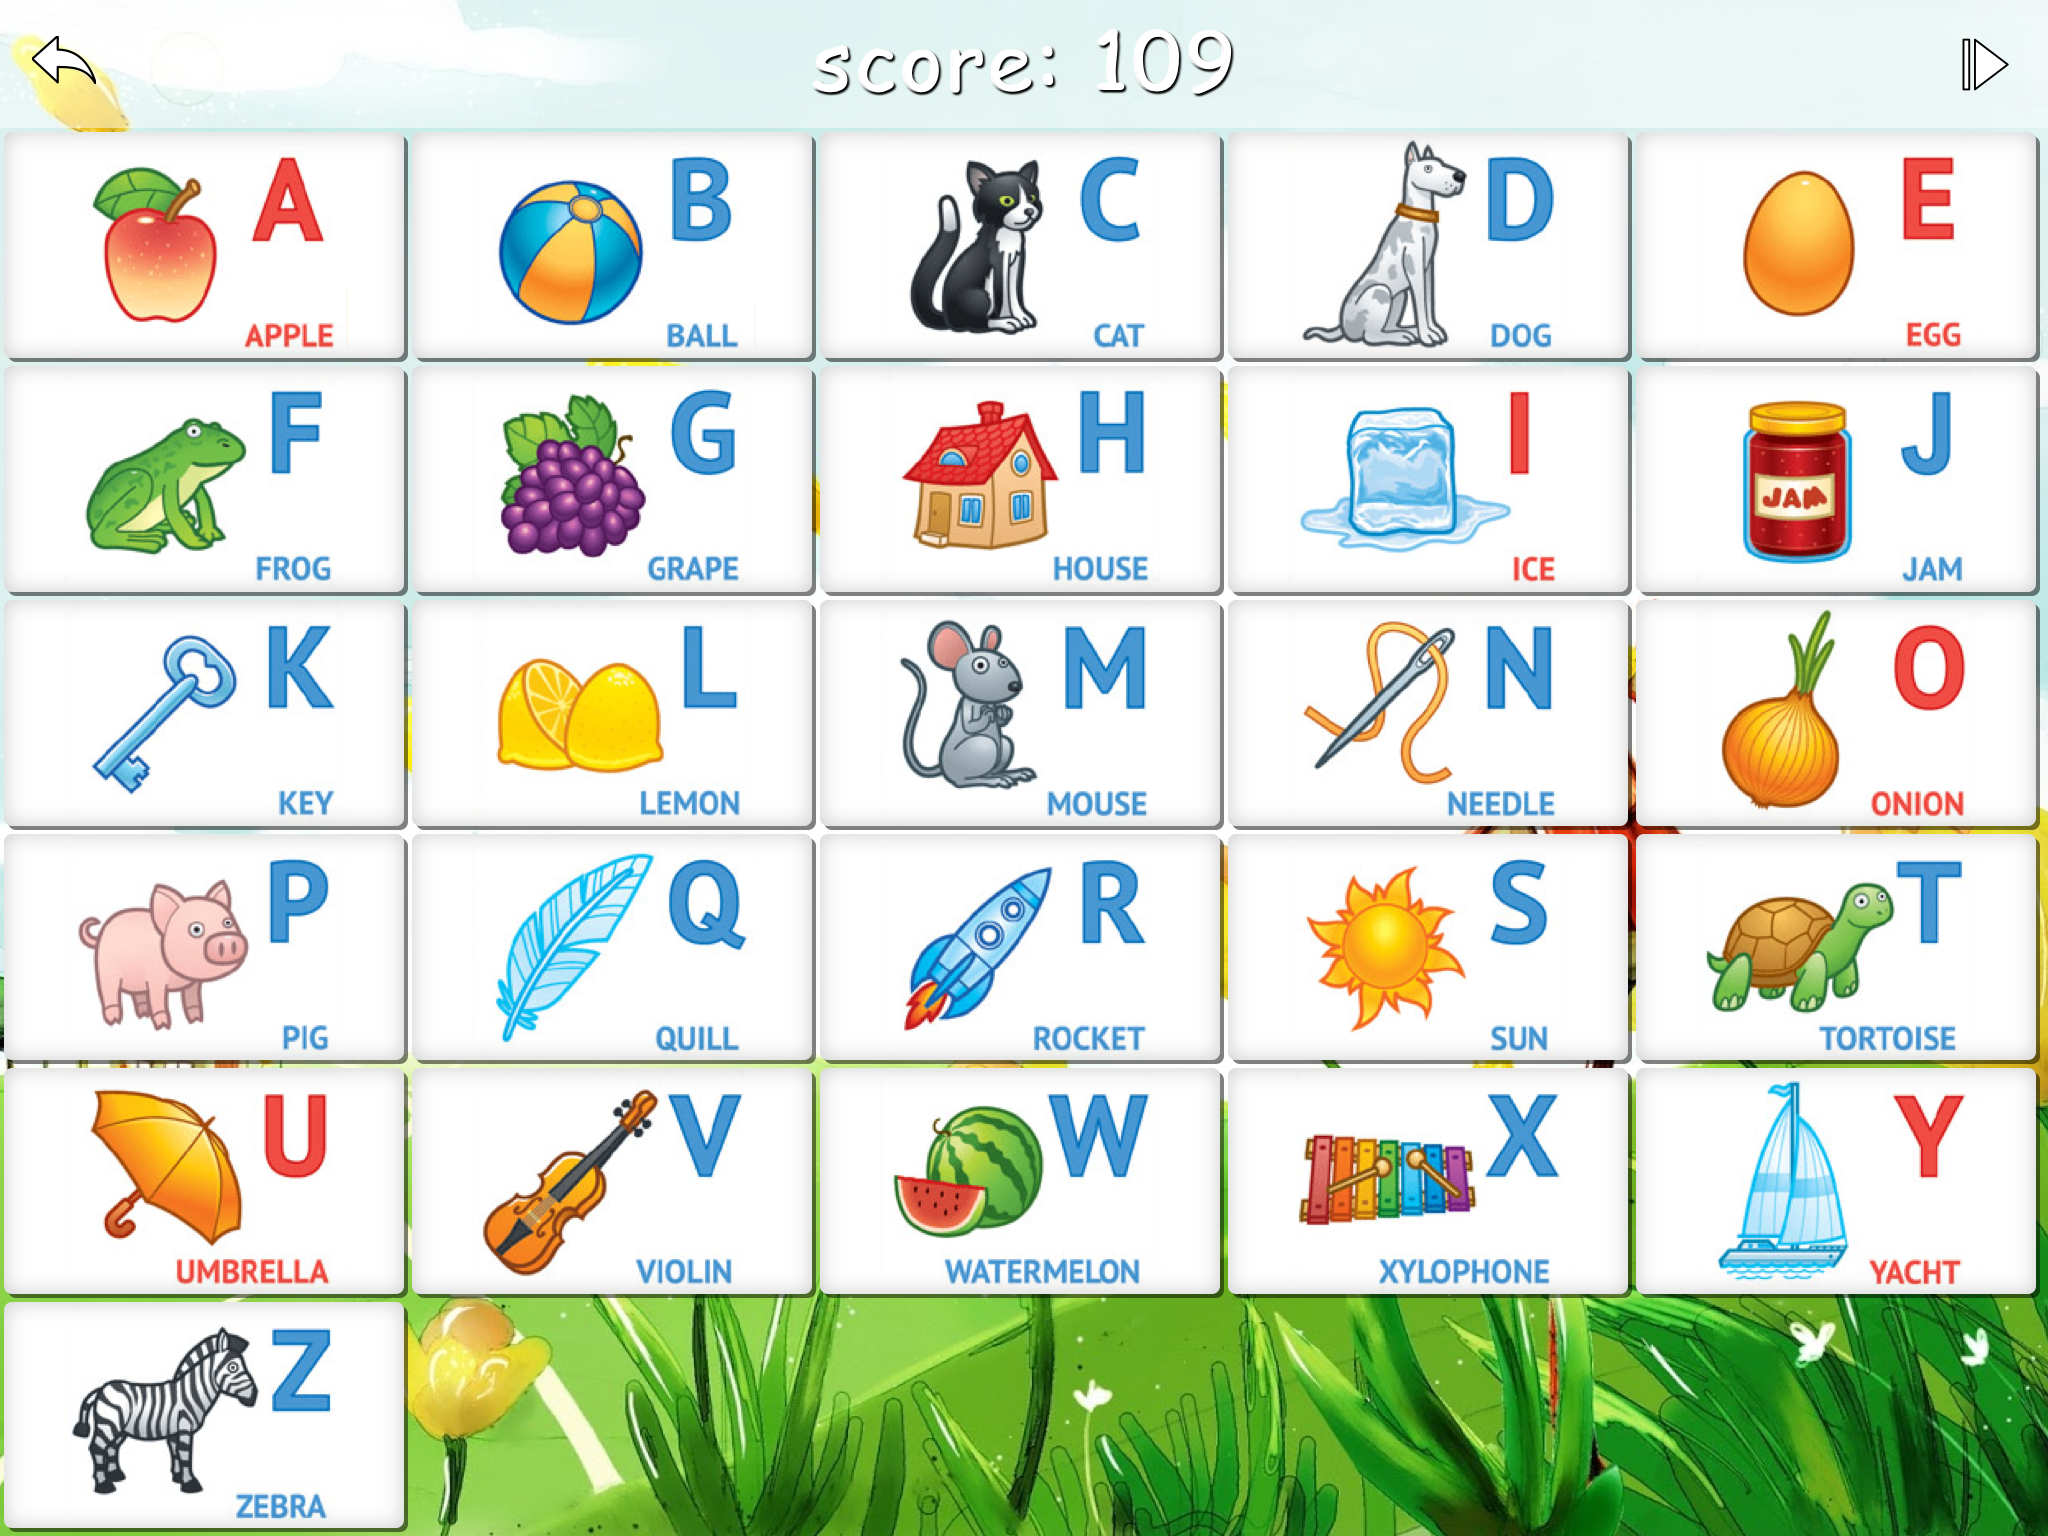 score: 109
A
APPLE
B
BALL
C
CAT
D
DOG
E
EGG
F
FROG
G
GRAPE
H
HOUSE
I
ICE
J
JAM
JAM
K
KEY
L
LEMON
M
MOUSE
N
NEEDLE
O
ONION
P
PIG
Q
QUILL
R
ROCKET
S
SUN
T
TORTOISE
U
UMBRELLA
V
VIOLIN
W
WATERMELON
X
XYLOPHONE
Y
YACHT
Z
ZEBRA